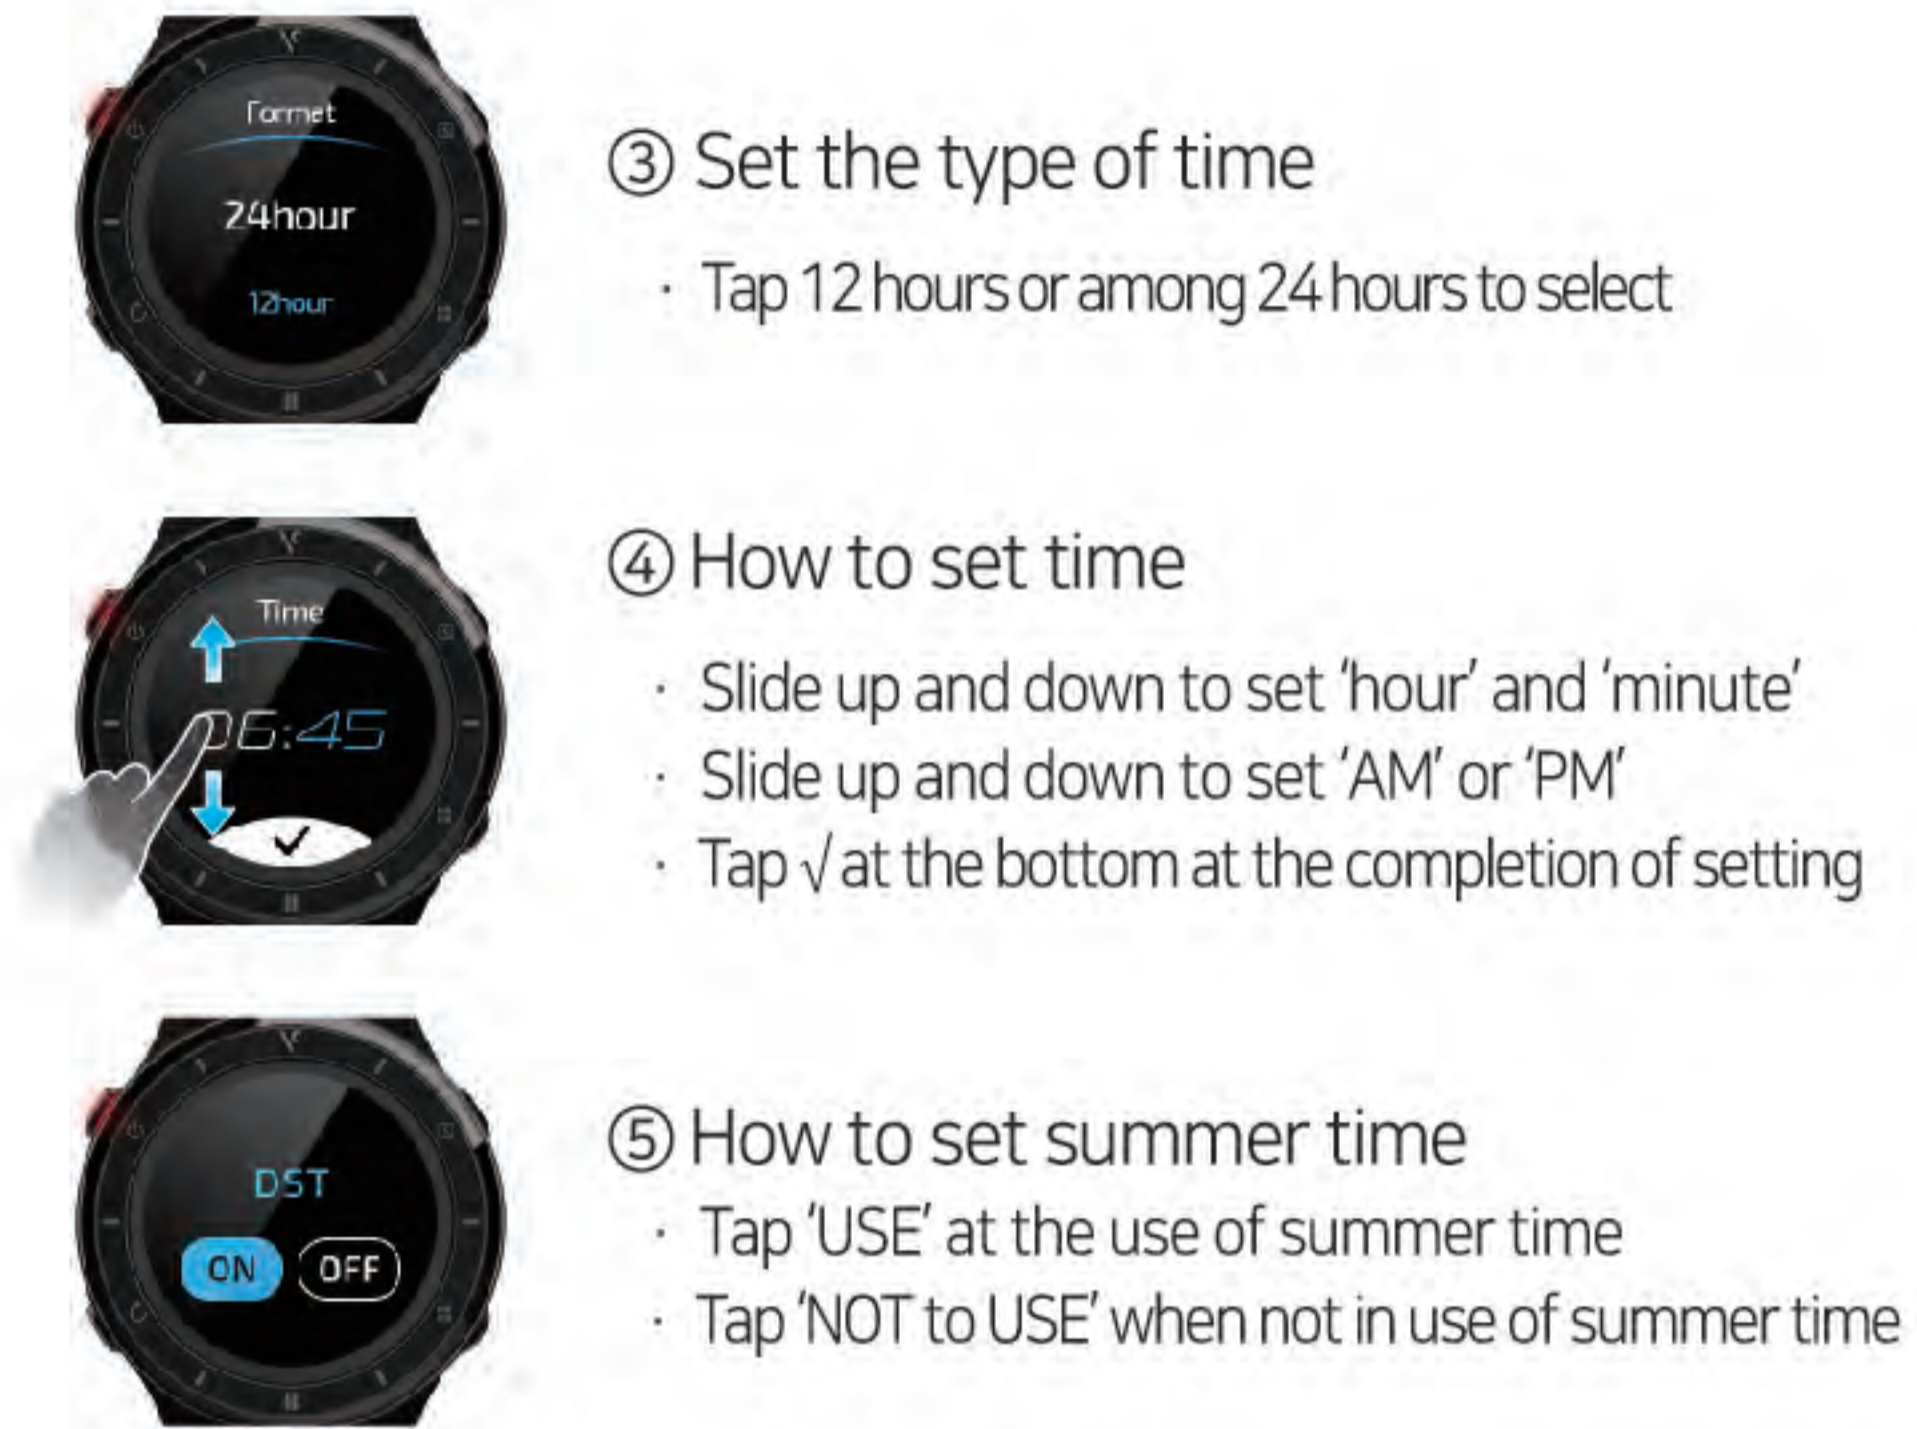 Format
24hour
12hour
③ Set the type of time
· Tap 12 hours or among 24 hours to select
Time
06:45
④ How to set time
· Slide up and down to set ‘hour’ and ‘minute’
· Slide up and down to set ‘AM’ or ‘PM’
· Tap √ at the bottom at the completion of setting
DST
ON OFF
⑤ How to set summer time
· Tap ‘USE’ at the use of summer time
· Tap ‘NOT to USE’ when not in use of summer time